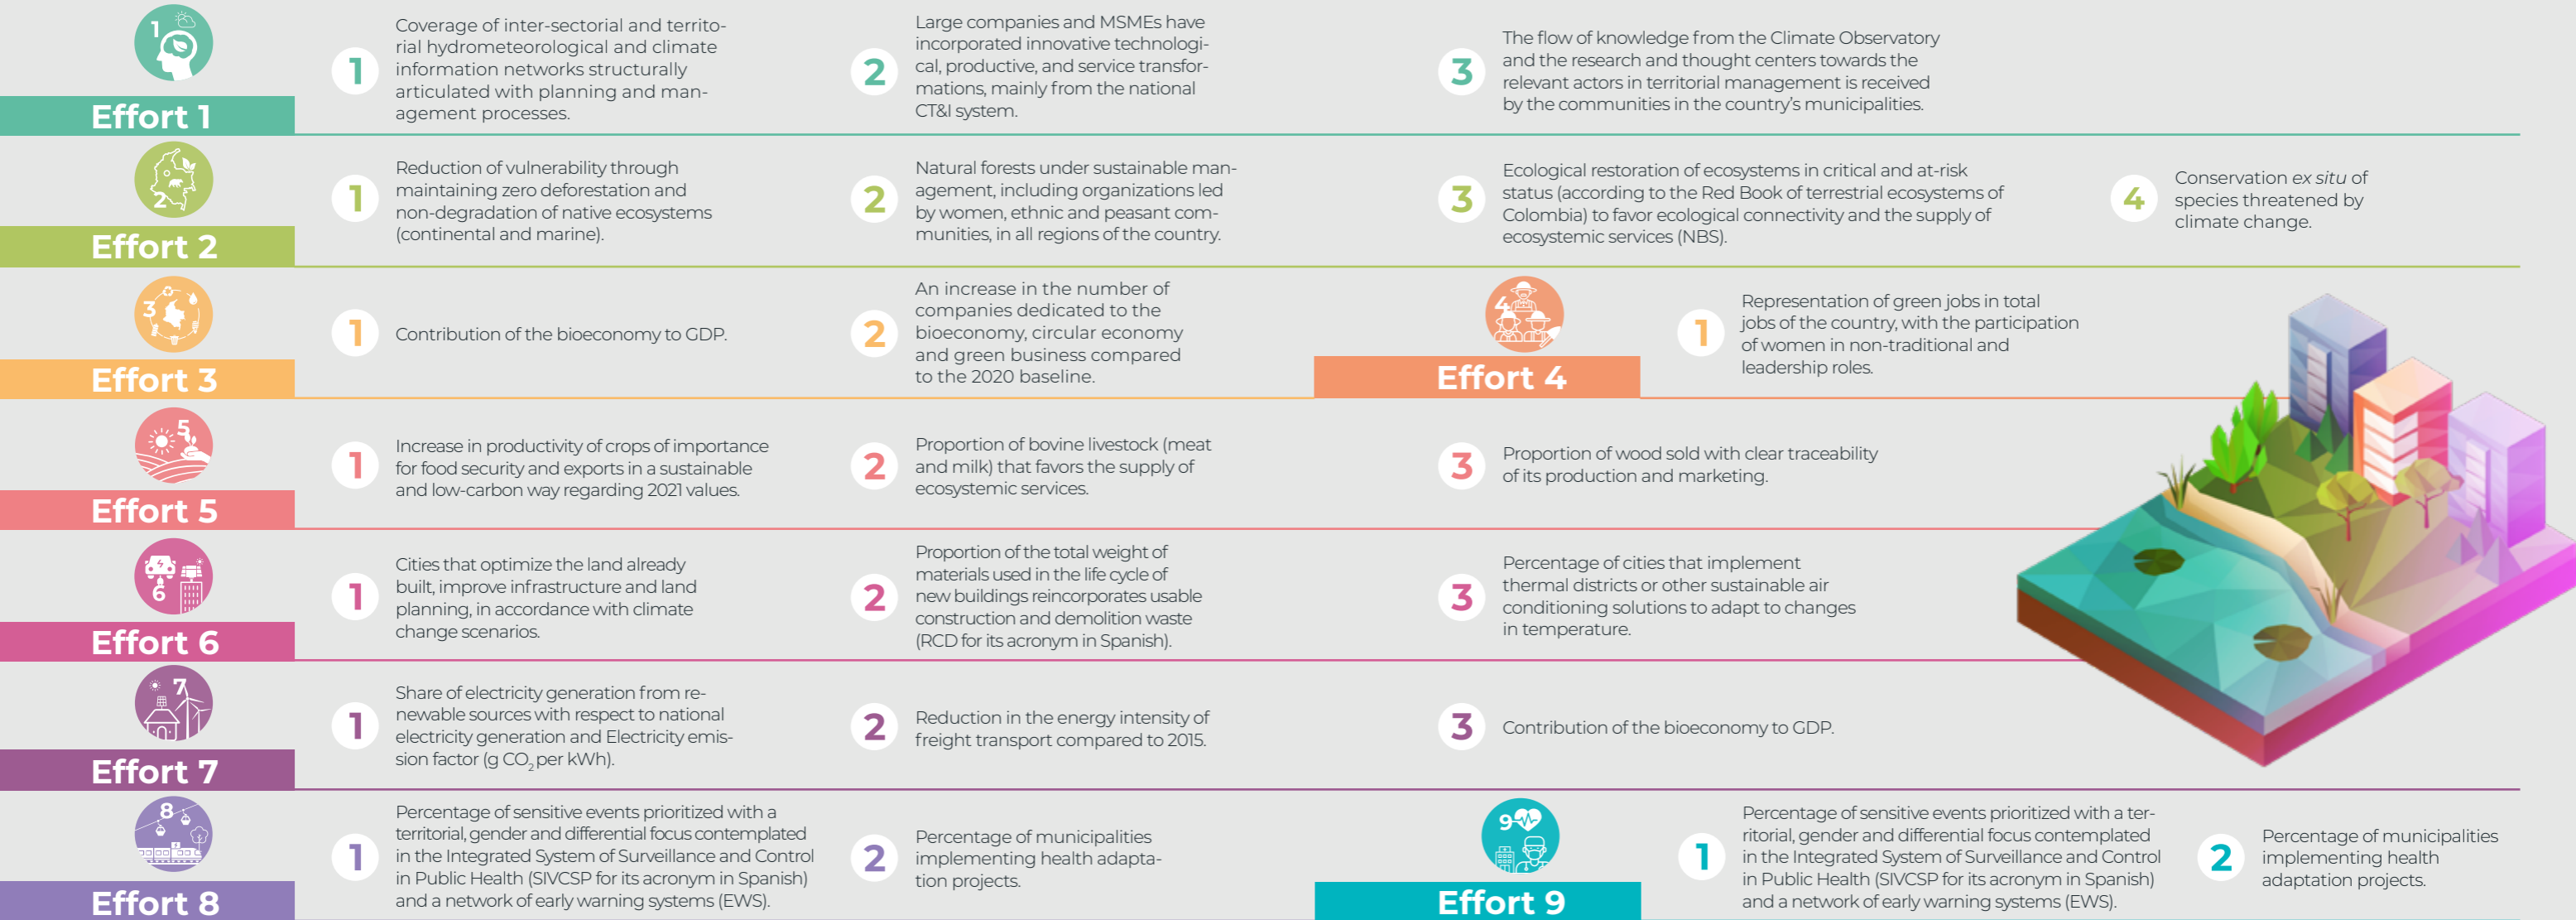 1
Effort 1
1
Coverage of inter-sectorial and territo-
rial hydrometeorological and climate
information networks structurally
articulated with planning and man-
agement processes.
2
Large companies and MSMEs have
incorporated innovative technologi-
cal, productive, and service transfor-
mations, mainly from the national
CT&I system.
3
The flow of knowledge from the Climate Observatory
and the research and thought centers towards the
relevant actors in territorial management is received
by the communities in the country's municipalities.
2
Effort 2
1
Reduction of vulnerability through
maintaining zero deforestation and
non-degradation of native ecosystems
(continental and marine).
2
Natural forests under sustainable man-
agement, including organizations led
by women, ethnic and peasant com-
munities, in all regions of the country.
3
Ecological restoration of ecosystems in critical and at-risk
status (according to the Red Book of terrestrial ecosystems of
Colombia) to favor ecological connectivity and the supply of
ecosystemic services (NBS).
4
Conservation ex situ of
species threatened by
climate change.
3
Effort 3
1
Contribution of the bioeconomy to GDP.
2
An increase in the number of
companies dedicated to the
bioeconomy, circular economy
and green business compared
to the 2020 baseline.
4
Effort 4
1
Representation of green jobs in total
jobs of the country, with the participation
of women in non-traditional and
leadership roles.
5
Effort 5
1
Increase in productivity of crops of importance
for food security and exports in a sustainable
and low-carbon way regarding 2021 values.
2
Proportion of bovine livestock (meat
and milk) that favors the supply of
ecosystemic services.
3
Proportion of wood sold with clear traceability
of its production and marketing.
6
Effort 6
1
Cities that optimize the land already
built, improve infrastructure and land
planning, in accordance with climate
change scenarios.
2
Proportion of the total weight of
materials used in the life cycle of
new buildings reincorporates usable
construction and demolition waste
(RCD for its acronym in Spanish).
3
Percentage of cities that implement
thermal districts or other sustainable air
conditioning solutions to adapt to changes
in temperature.
7
Effort 7
1
Share of electricity generation from re-
newable sources with respect to national
electricity generation and Electricity emis-
sion factor (g CO₂ per kWh).
2
Reduction in the energy intensity of
freight transport compared to 2015.
3
Contribution of the bioeconomy to GDP.
8
Effort 8
1
Percentage of sensitive events prioritized with a
territorial, gender and differential focus contemplated
in the Integrated System of Surveillance and Control
in Public Health (SIVCSP for its acronym in Spanish)
and a network of early warning systems (EWS).
2
Percentage of municipalities
implementing health adapta-
tion projects.
9
Effort 9
1
Percentage of sensitive events prioritized with a ter-
ritorial, gender and differential focus contemplated
in the Integrated System of Surveillance and Control
in Public Health (SIVCSP for its acronym in Spanish)
and a network of early warning systems (EWS).
2
Percentage of municipalities
implementing health
adaptation projects.